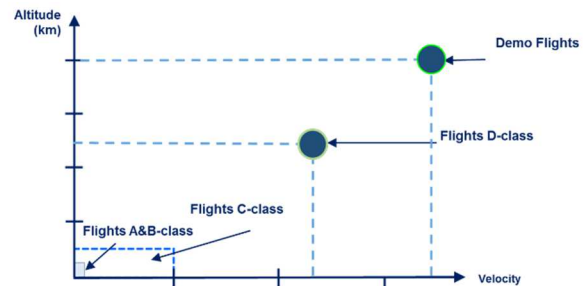 Altitude
(km)
Demo Flights
Flights D-class
Flights C-class
Flights A&B-class
Velocity